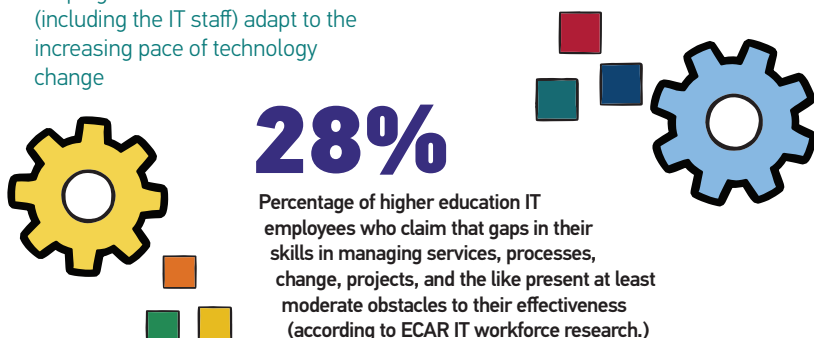 (including the IT staff) adapt to the
increasing pace of technology
change
28%
Percentage of higher education IT
employees who claim that gaps in their
skills in managing services, processes,
change, projects, and the like present at least
moderate obstacles to their effectiveness
(according to ECAR IT workforce research.)